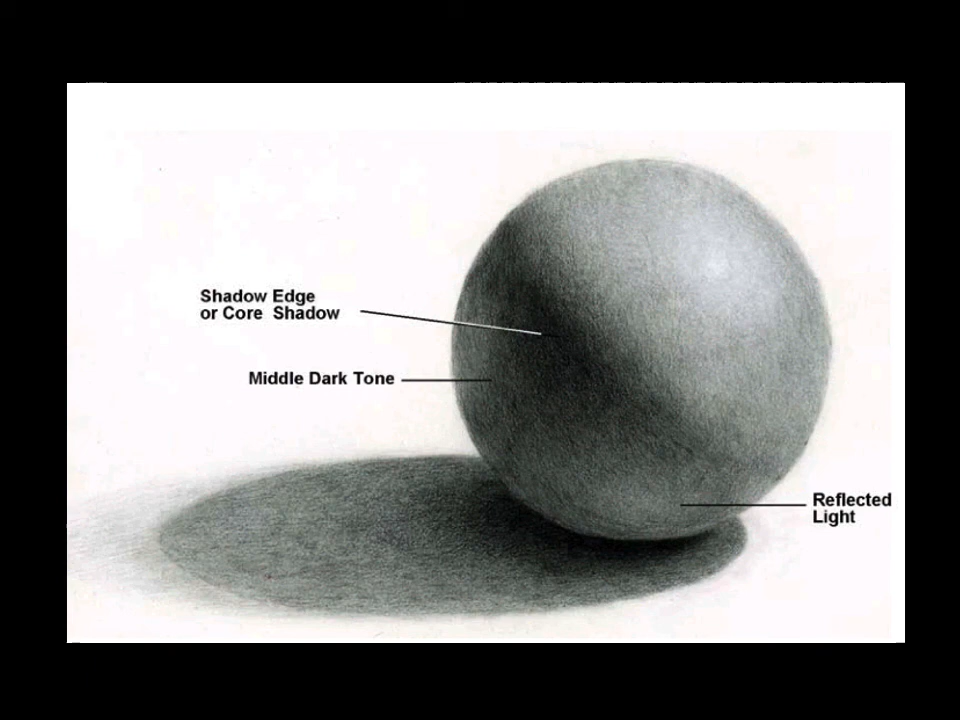 Shadow Edge
or Core Shadow
Middle Dark Tone
Reflected
Light